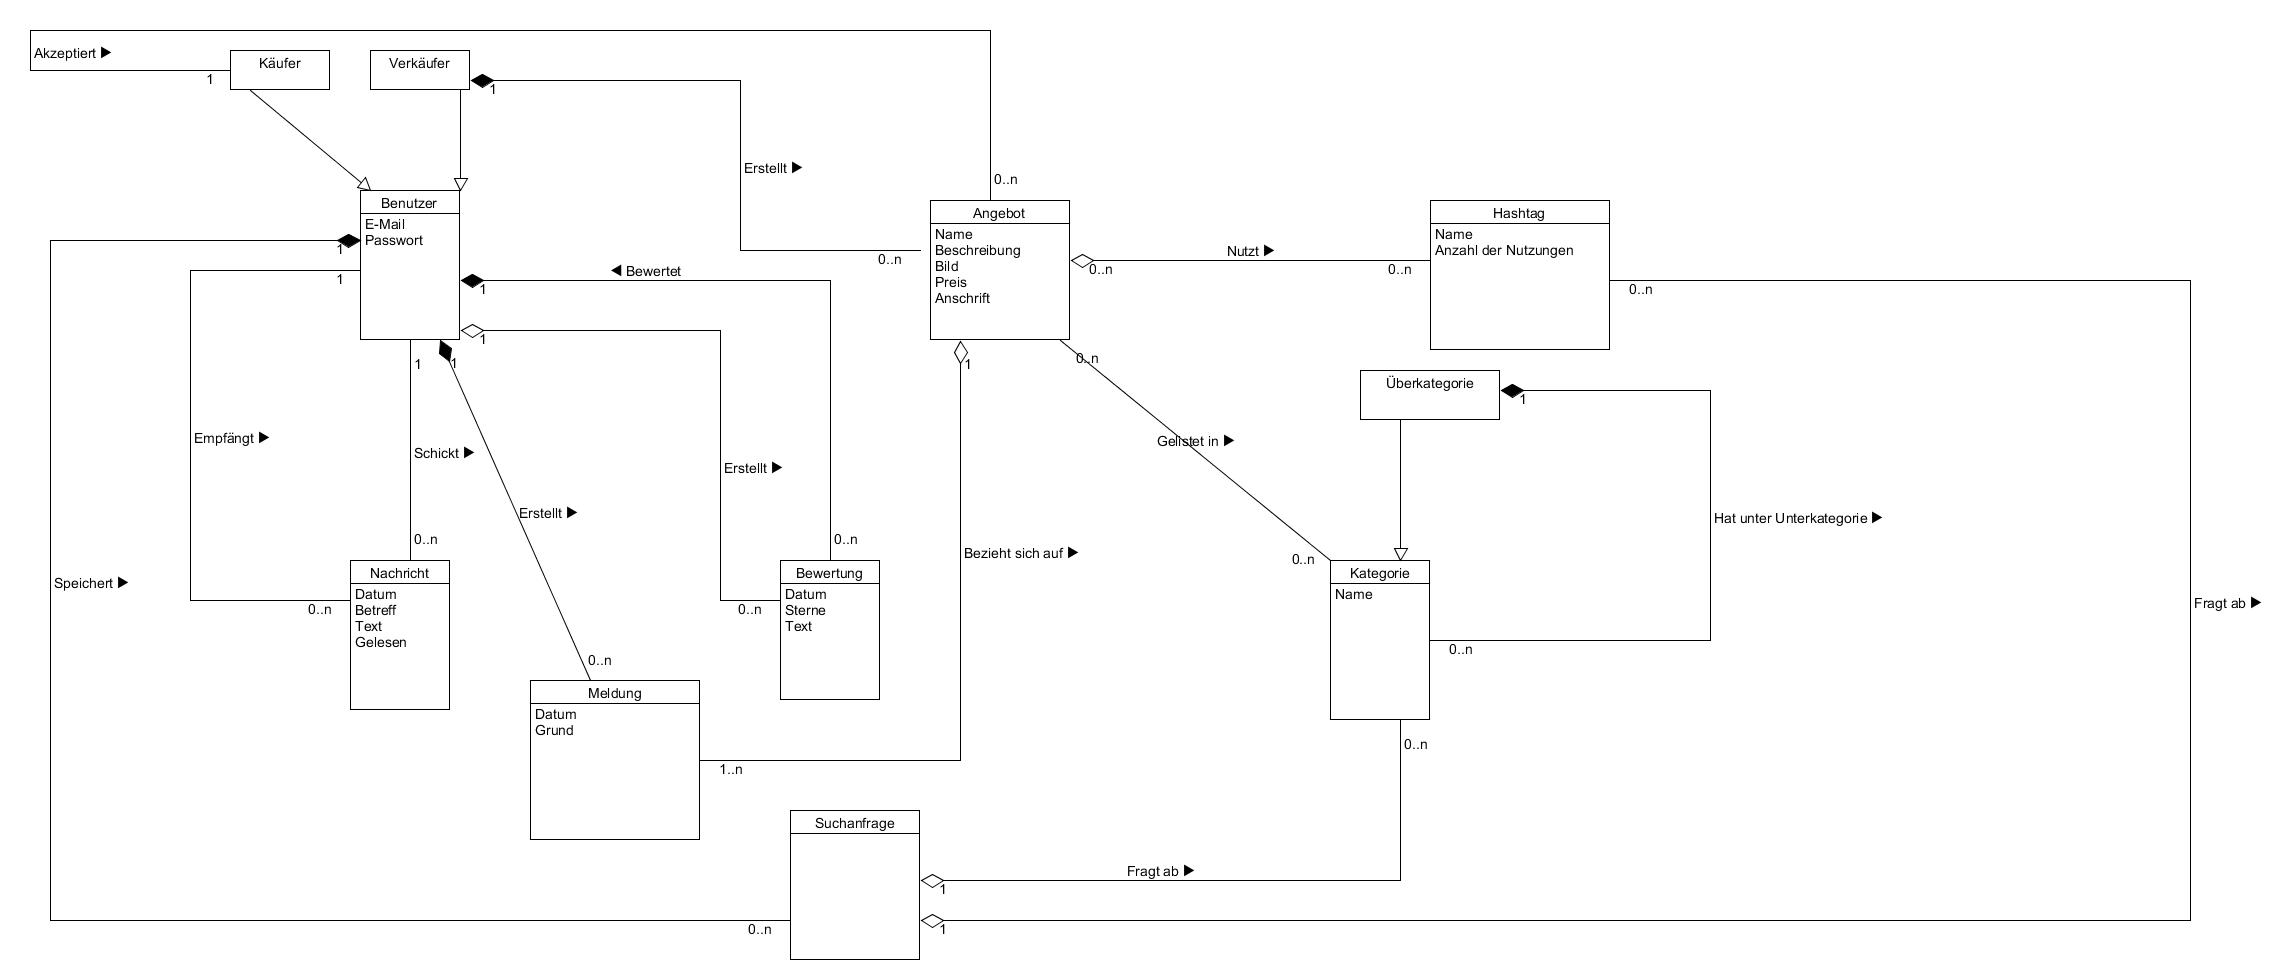 Akzeptiert ▶
Käufer
Verkäufer
1
1
Erstellt ▶
0..n
0..n
Benutzer
E-Mail
Passwort
1
1
◀ Bewertet
1
1
1
1
Angebot
Name
Beschreibung
Bild
Preis
Anschrift
Nutzt ▶
0..n
0..n
Hashtag
Name
Anzahl der Nutzungen
0..n
1
0..n
Überkategorie
1
Empfängt ▶
Schickt ▶
Erstellt ▶
Erstellt ▶
Gelistet in ▶
Hat unter Unterkategorie ▶
Bezieht sich auf ▶
Speichert ▶
Fragt ab ▶
0..n
0..n
0..n
Nachricht
Datum
Betreff
Text
Gelesen
0..n
0..n
Bewertung
Datum
Sterne
Text
Kategorie
Name
0..n
0..n
Meldung
Datum
Grund
1..n
0..n
Suchanfrage
Fragt ab ▶
1
0..n
1